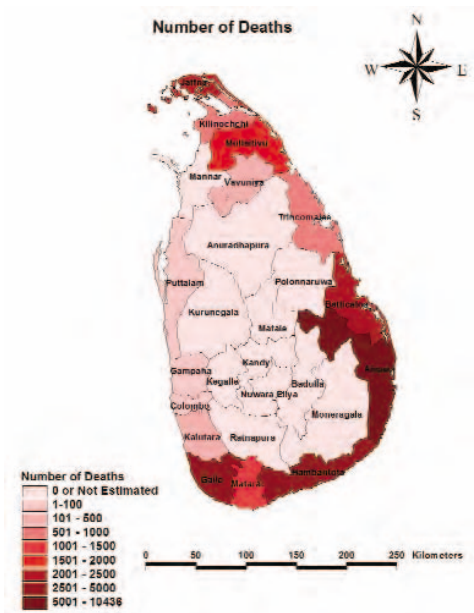 Number of Deaths
N
W E
S
Jaffna
Kilinochchi
Mullaitivu
Mannar
Vavuniya
Trincomalee
Anuradhapura
Puttalam
Polonnaruwa
Batticaloa
Kurunegala
Matale
Kandy
Ampara
Gampaha
Kegalle
Badulla
Nuwara Eliya
Colombo
Moneragala
Kalutara
Ratnapura
Galle
Matara
Hambantota
Number of Deaths
0 or Not Estimated
1-100
101 - 500
501 - 1000
1001 - 1500
1501 - 2000
2001 - 2500
2501 - 5000
5001 - 10436
0 50 100 150 200 250 Kilometers